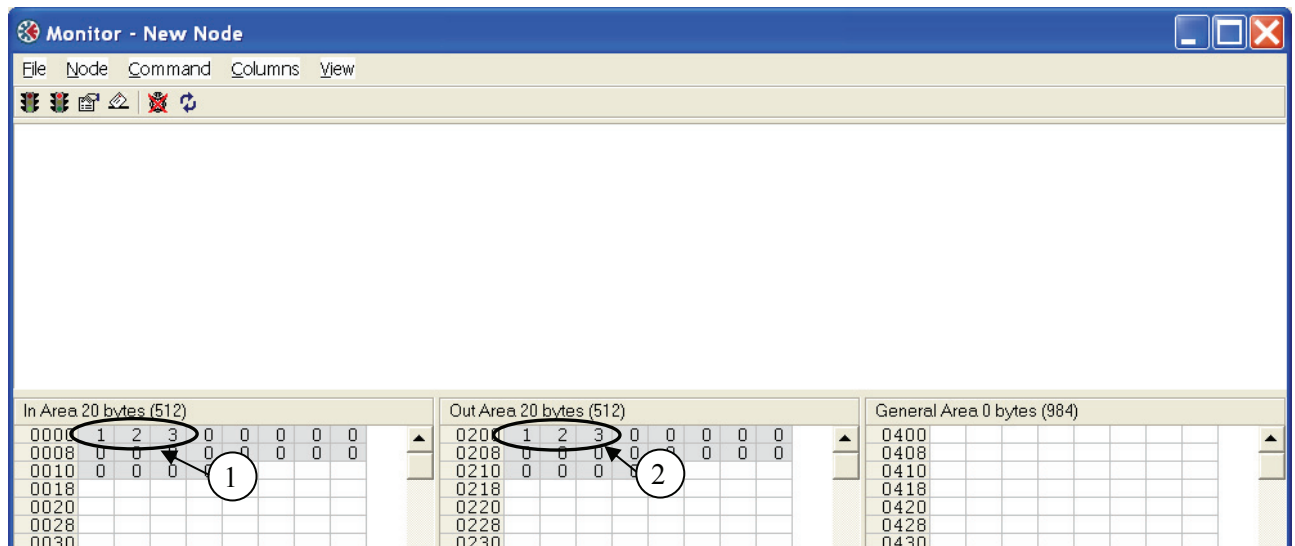 Monitor - New Node
File Node Command Columns View
In Area 20 bytes (512)
0000 1 2 3 0 0 0 0 0
0008 0 0 0 0 0 0 0 0
0010 0 0 0
0018
0020
0028
0030
1
Out Area 20 bytes (512)
0200 1 2 3 0 0 0 0 0
0208 0 0 0 0 0 0 0 0
0210 0 0 0
0218
0220
0228
0230
2
General Area 0 bytes (984)
0400
0408
0410
0418
0420
0428
0430